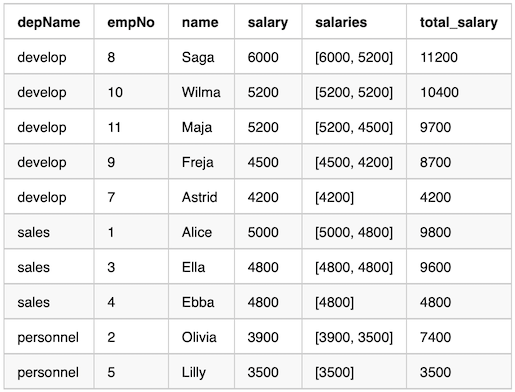 depName empNo name salary salaries total_salary
develop 8 Saga 6000 [6000, 5200] 11200
develop 10 Wilma 5200 [5200, 5200] 10400
develop 11 Maja 5200 [5200, 4500] 9700
develop 9 Freja 4500 [4500, 4200] 8700
develop 7 Astrid 4200 [4200] 4200
sales 1 Alice 5000 [5000, 4800] 9800
sales 3 Ella 4800 [4800, 4800] 9600
sales 4 Ebba 4800 [4800] 4800
personnel 2 Olivia 3900 [3900, 3500] 7400
personnel 5 Lilly 3500 [3500] 3500